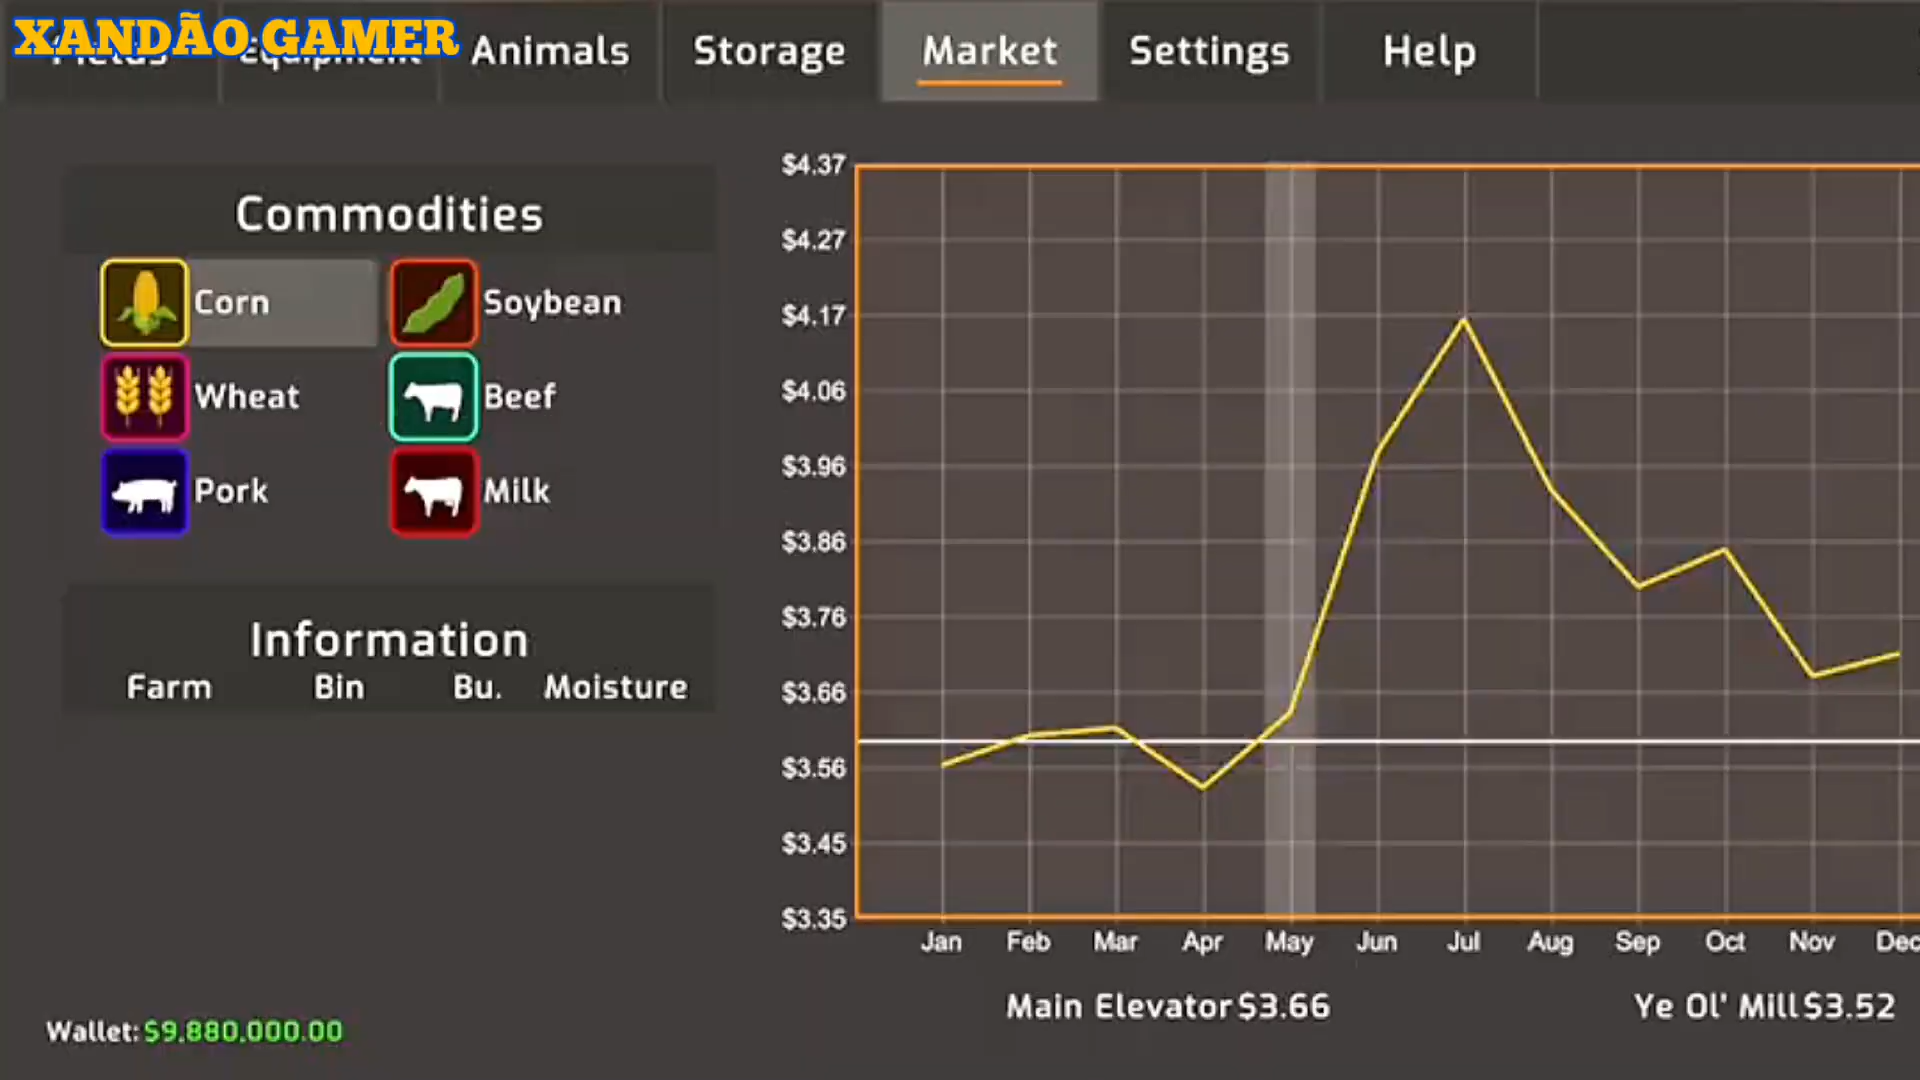 XANDÃO GAMER
Fields Equipment Animals Storage Market Settings Help
Commodities
Corn Soybean
Wheat Beef
Pork Milk
Information
Farm Bin Bu. Moisture
Wallet: $9,880,000.00
$4.37
$4.27
$4.17
$4.06
$3.96
$3.86
$3.76
$3.66
$3.56
$3.45
$3.35
Jan Feb Mar Apr May Jun Jul Aug Sep Oct Nov Dec
Main Elevator $3.66 Ye Ol' Mill $3.52